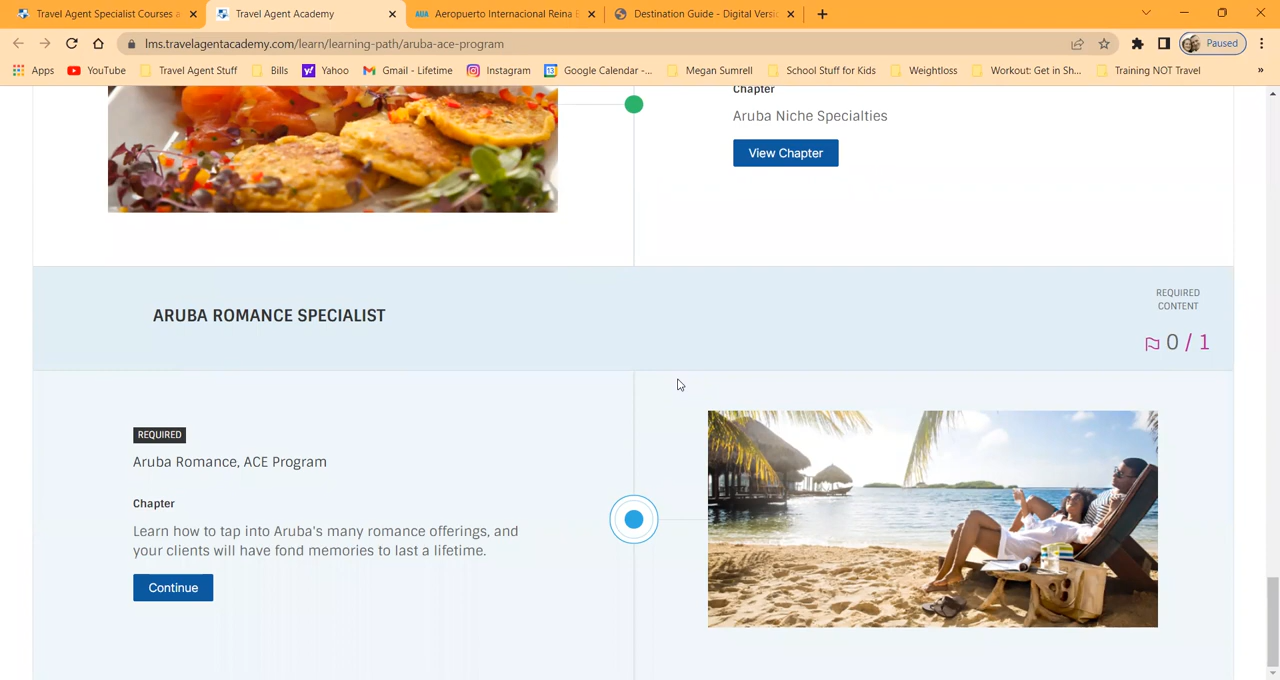 Travel Agent Specialist Courses a
Travel Agent Academy
AUA Aeropuerto Internacional Reina B
Destination Guide - Digital Versio
lms.travelagentacademy.com/learn/learning-path/aruba-ace-program
Paused
Apps
YouTube
Travel Agent Stuff
Bills
Yahoo
Gmail - Lifetime
Instagram
Google Calendar -...
Megan Sumrell
School Stuff for Kids
Weightloss
Workout: Get in Sh...
Training NOT Travel
»
Chapter
Aruba Niche Specialties
View Chapter
ARUBA ROMANCE SPECIALIST
REQUIRED
CONTENT
0 / 1
REQUIRED
Aruba Romance, ACE Program
Chapter
Learn how to tap into Aruba's many romance offerings, and
your clients will have fond memories to last a lifetime.
Continue